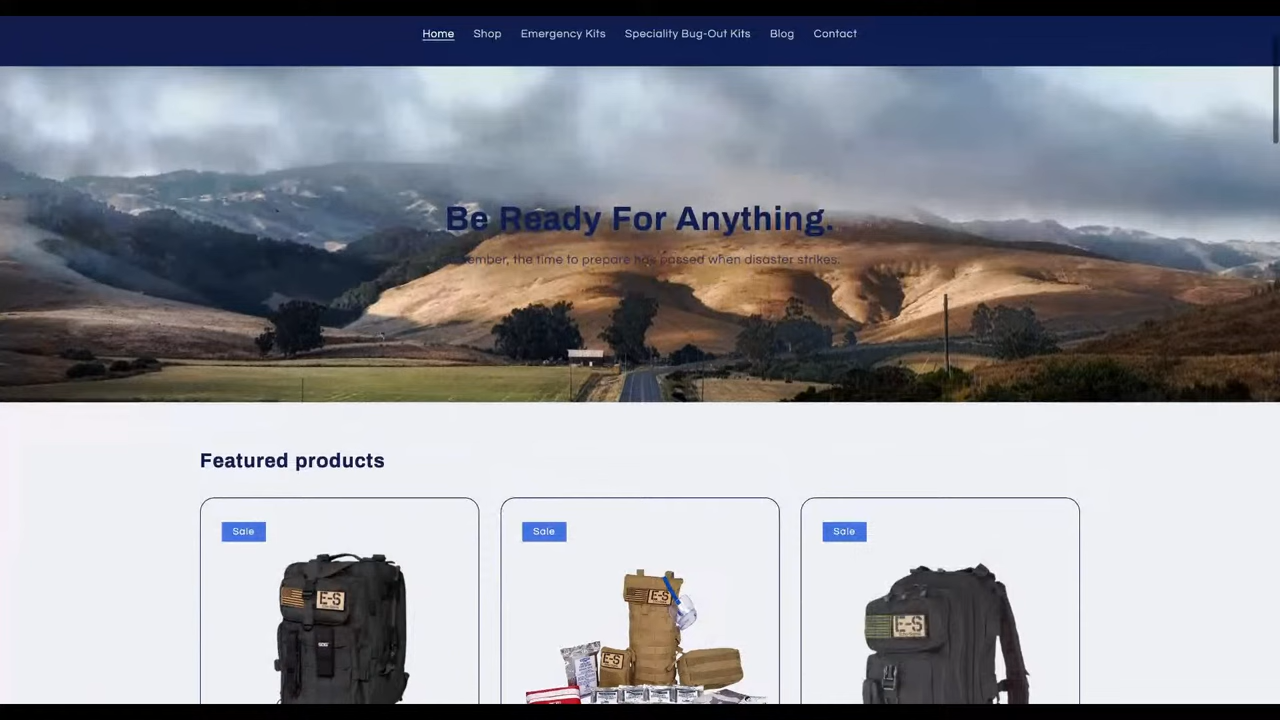 Home Shop Emergency Kits Speciality Bug-Out Kits Blog Contact
Be Ready For Anything.
the time to prepare has passed when disaster strikes.
Featured products
Sale Sale Sale
E-S
E-S
E-S
E-S